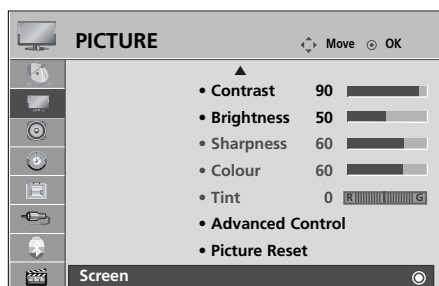 PICTURE Move OK
• Contrast 90
• Brightness 50
• Sharpness 60
• Colour 60
• Tint 0 R G
• Advanced Control
• Picture Reset
Screen